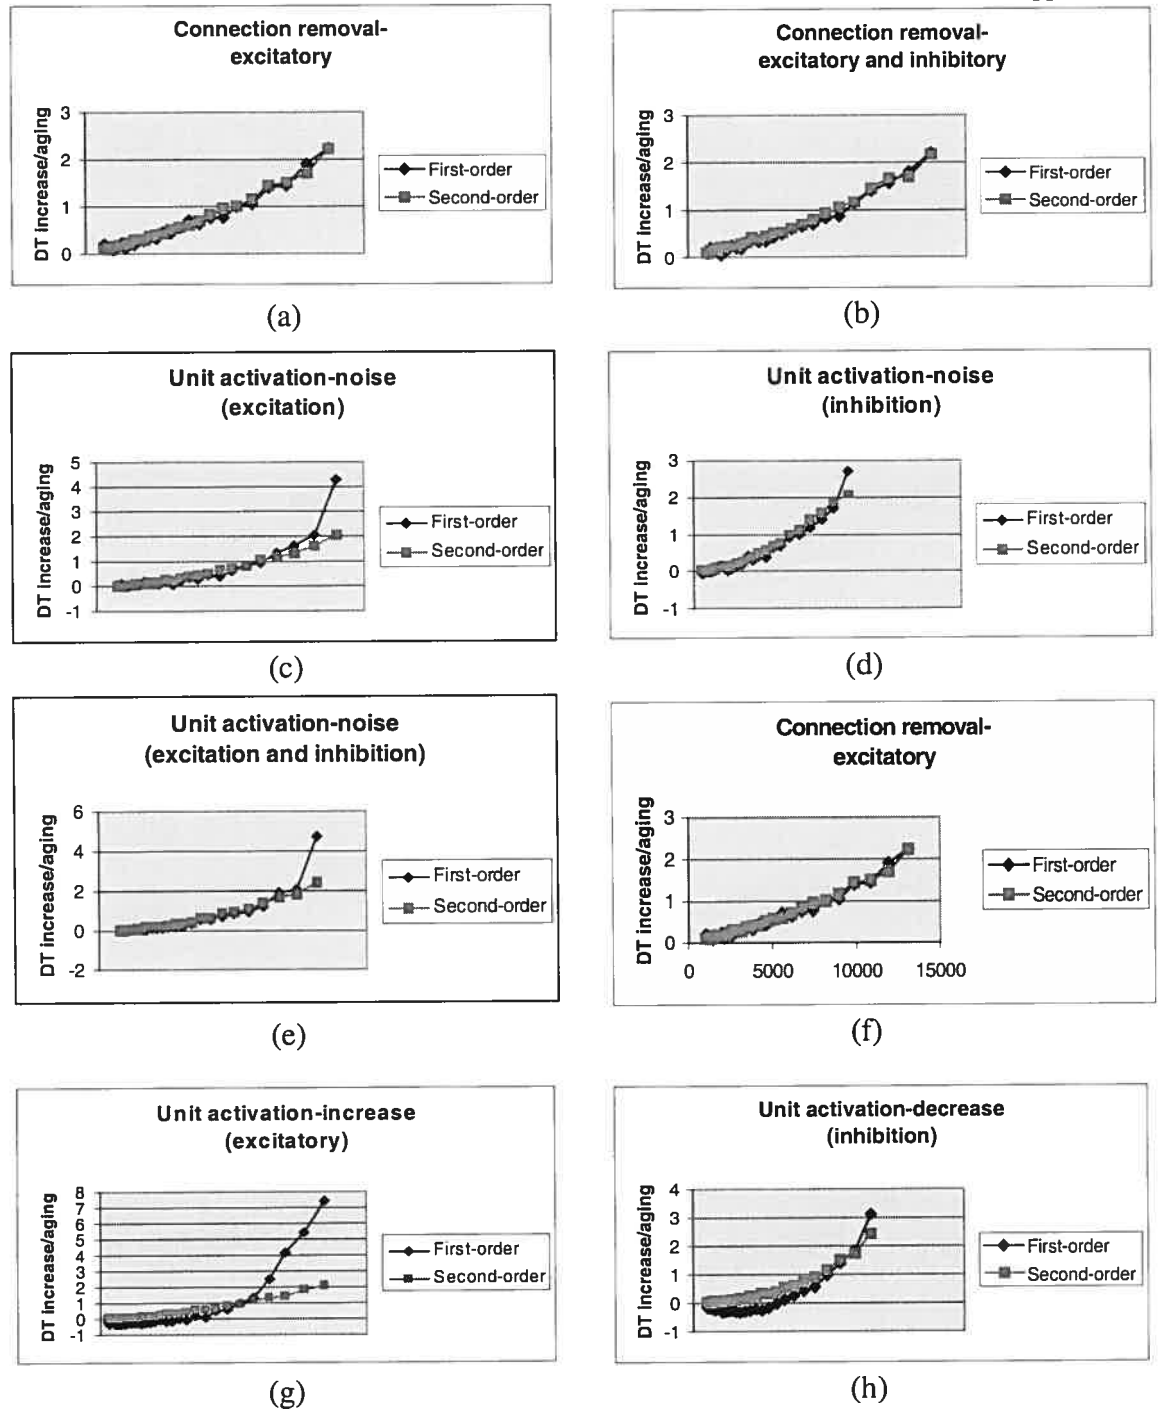 Connection removal-
excitatory
DT increase/aging
3
2
1
0
First-order
Second-order
(a)
Connection removal-
excitatory and inhibitory
DT increase/aging
3
2
1
0
First-order
Second-order
(b)
Unit activation-noise
(excitation)
DT increase/aging
5
4
3
2
1
0
-1
First-order
Second-order
(c)
Unit activation-noise
(inhibition)
DT increase/aging
3
2
1
0
-1
First-order
Second-order
(d)
Unit activation-noise
(excitation and inhibition)
DT increase/aging
6
4
2
0
-2
First-order
Second-order
(e)
Connection removal-
excitatory
DT increase/aging
3
2
1
0
0 5000 10000 15000
First-order
Second-order
(f)
Unit activation-increase
(excitatory)
DT increase/aging
8
7
6
5
4
3
2
1
0
-1
First-order
Second-order
(g)
Unit activation-decrease
(inhibition)
DT increase/aging
4
3
2
1
0
-1
First-order
Second-order
(h)